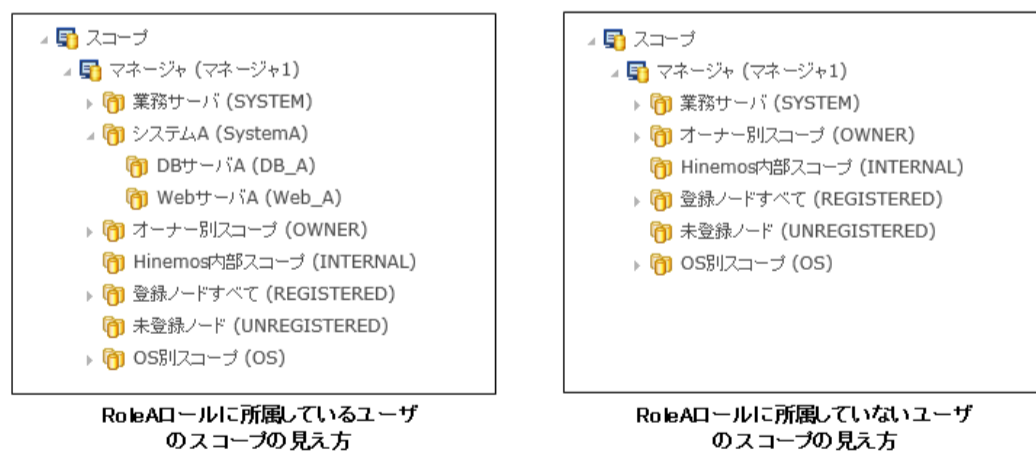 スコープ
マネージャ (マネージャ1)
業務サーバ (SYSTEM)
システムA (SystemA)
DBサーバA (DB_A)
WebサーバA (Web_A)
オーナー別スコープ (OWNER)
Hinemos内部スコープ (INTERNAL)
登録ノードすべて (REGISTERED)
未登録ノード (UNREGISTERED)
OS別スコープ (OS)
RoleAロールに所属しているユーザ
のスコープの見え方
スコープ
マネージャ (マネージャ1)
業務サーバ (SYSTEM)
オーナー別スコープ (OWNER)
Hinemos内部スコープ (INTERNAL)
登録ノードすべて (REGISTERED)
未登録ノード (UNREGISTERED)
OS別スコープ (OS)
RoleAロールに所属していないユーザ
のスコープの見え方